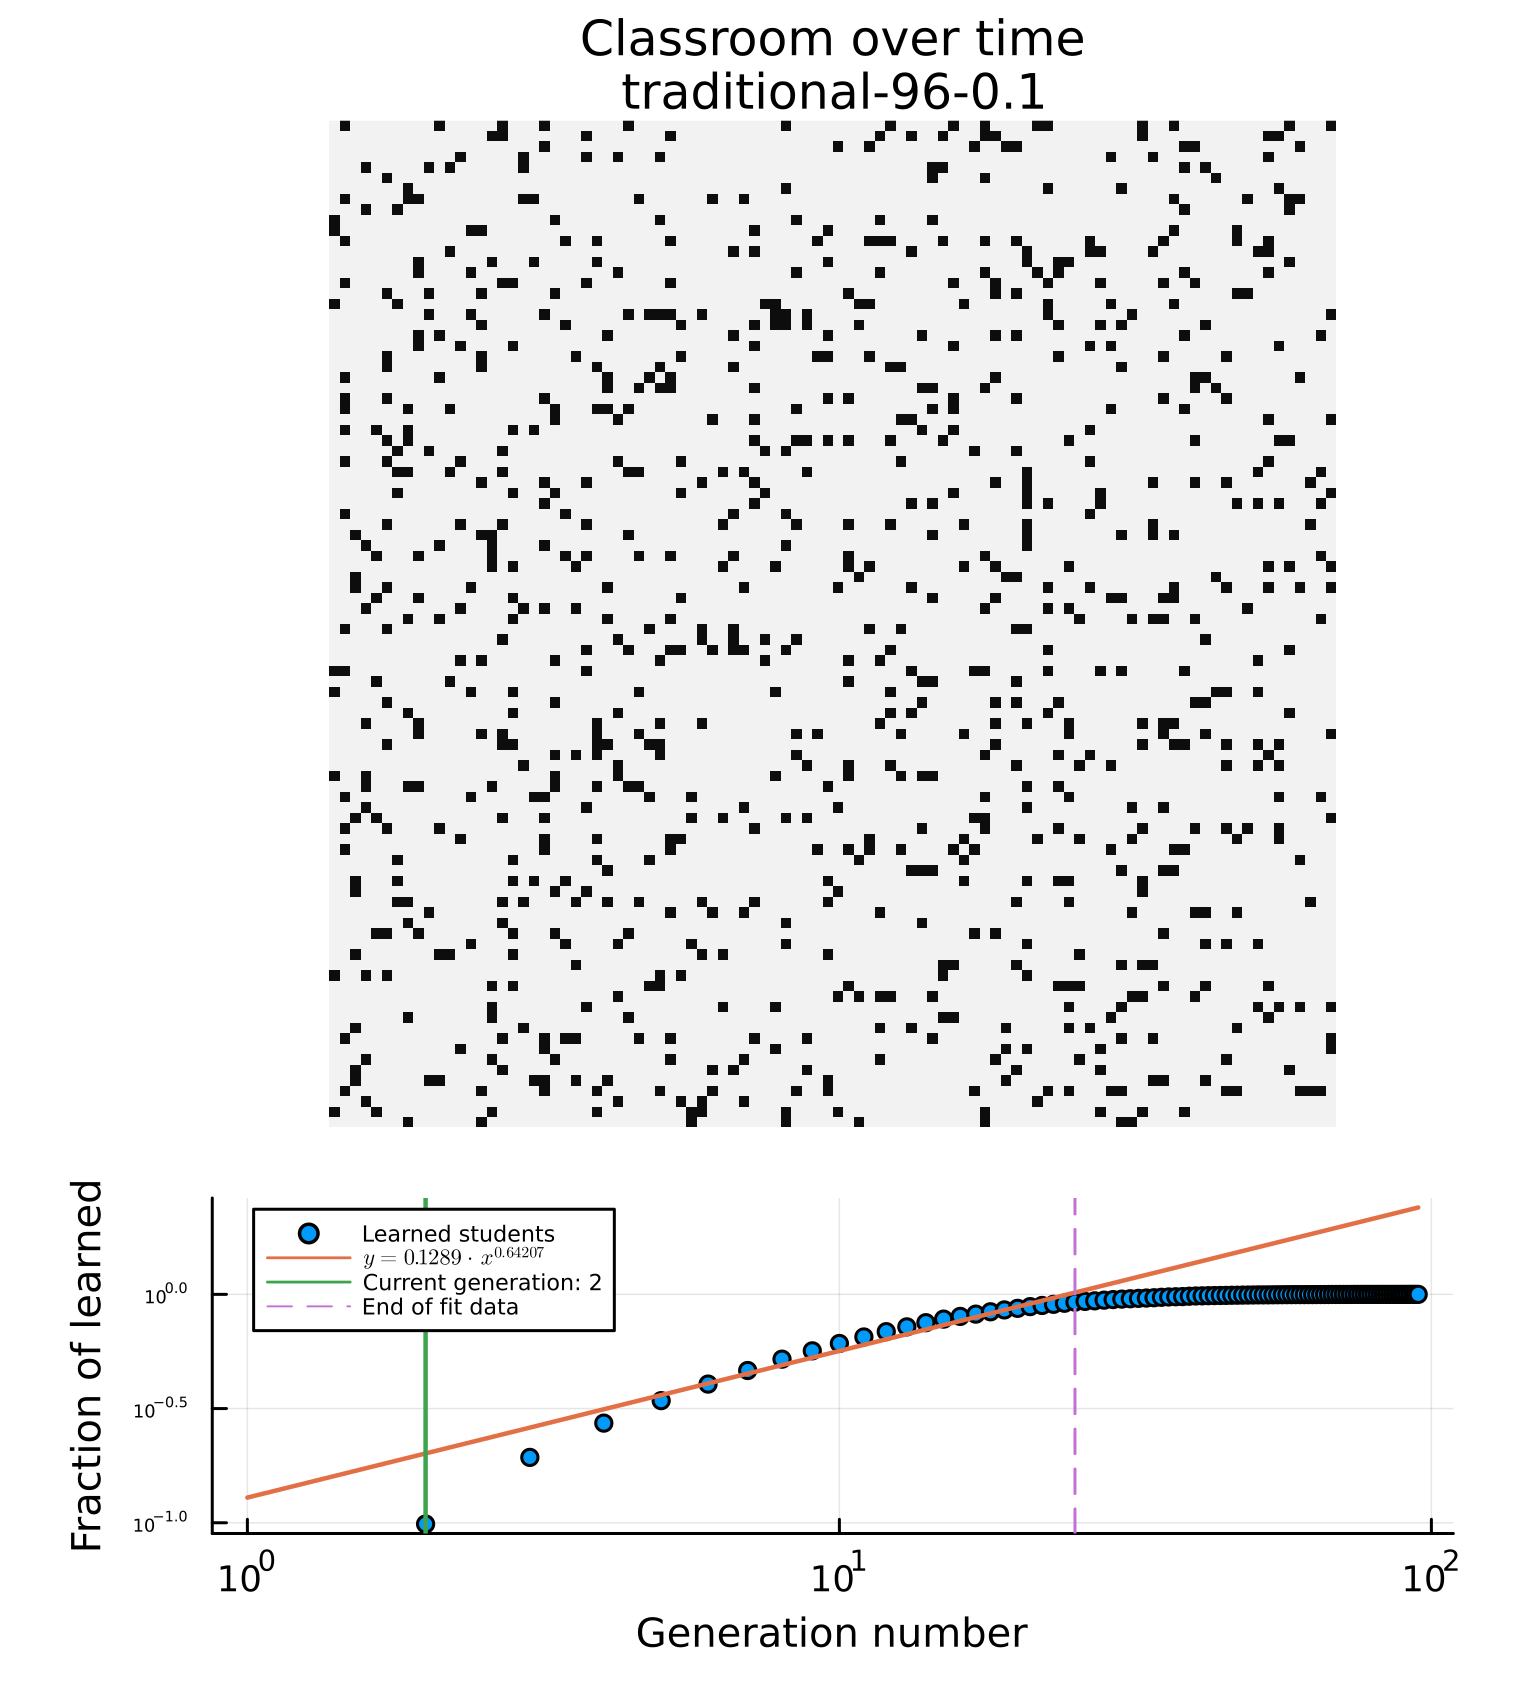 Classroom over time
traditional-96-0.1
Fraction of learned
Learned students
y = 0.1289 · x^0.64207
Current generation: 2
End of fit data
10^0.0
10^−0.5
10^−1.0
10^0 10^1 10^2
Generation number